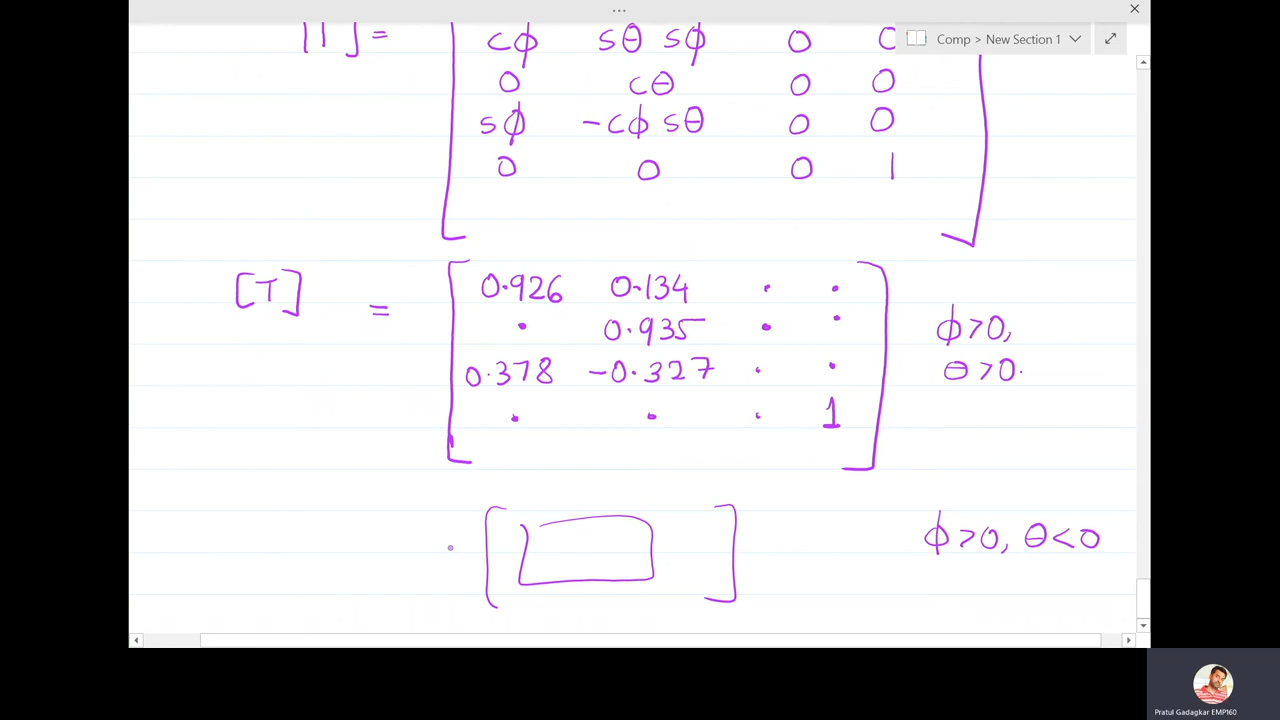 Comp > New Section 1
[T] =
cϕ sθ sϕ 0 0
0 cθ 0 0
sϕ -cϕ sθ 0 0
0 0 0 1
[T] =
0.926 0.134 · ·
· 0.935 · ·
0.378 -0.327 · ·
· · · 1
ϕ>0,
θ>0.
ϕ>0, θ<0
Pratul Gadagkar EMP160